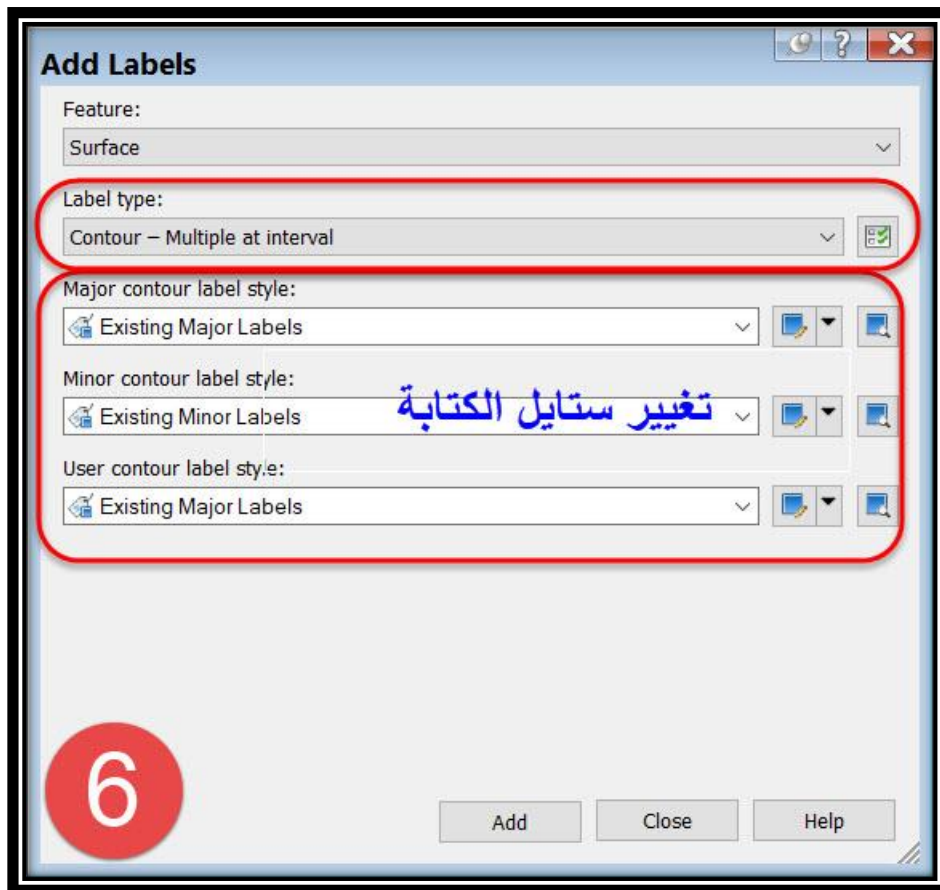 Add Labels
Feature:
Surface
Label type:
Contour – Multiple at interval
Major contour label style:
Existing Major Labels
Minor contour label style:
Existing Minor Labels
تغيير ستايل الكتابة
User contour label style:
Existing Major Labels
6
Add
Close
Help